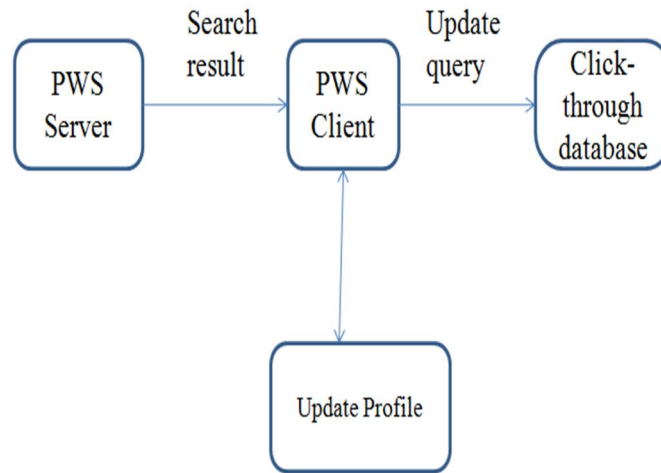 Search
result
Update
query
PWS
Server
PWS
Client
Click-
through
database
Update Profile